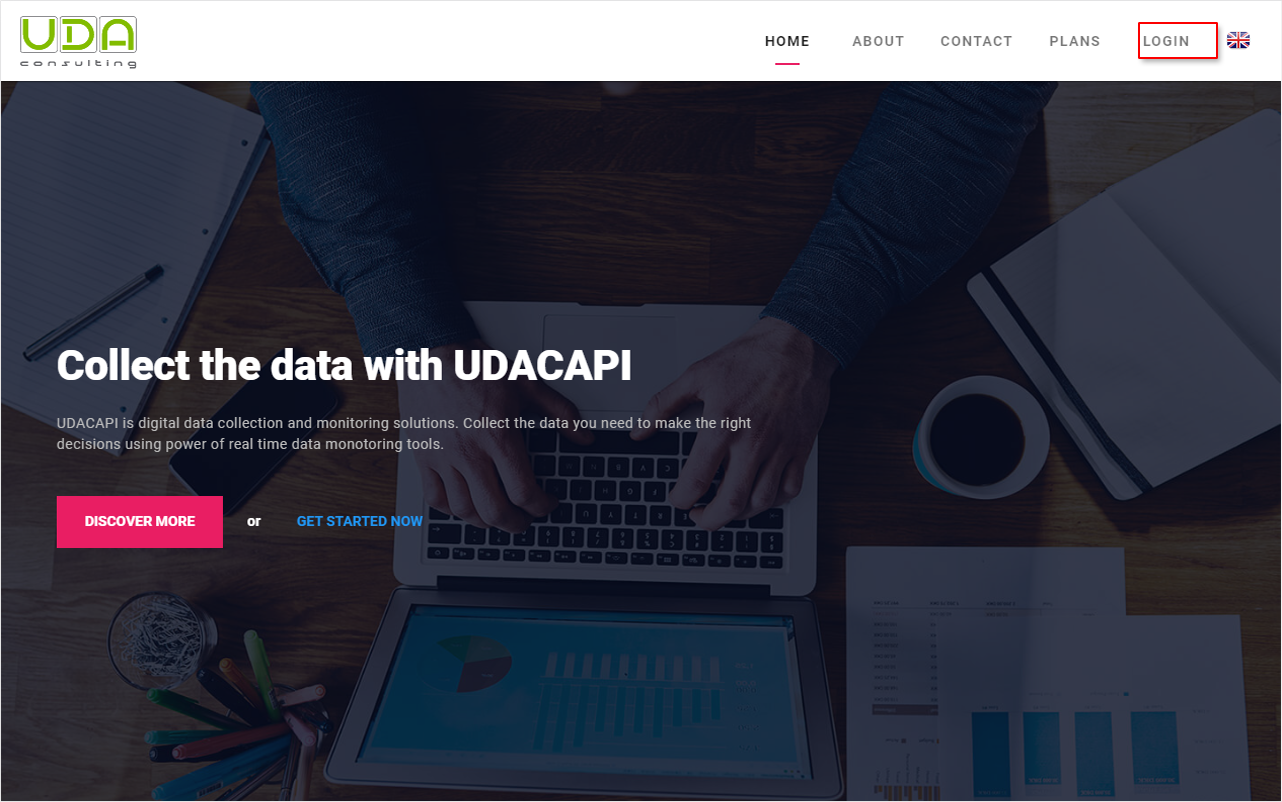 UDA
consulting
HOME ABOUT CONTACT PLANS LOGIN
Collect the data with UDACAPI
UDACAPI is digital data collection and monitoring solutions. Collect the data you need to make the right
decisions using power of real time data monotoring tools.
DISCOVER MORE or GET STARTED NOW